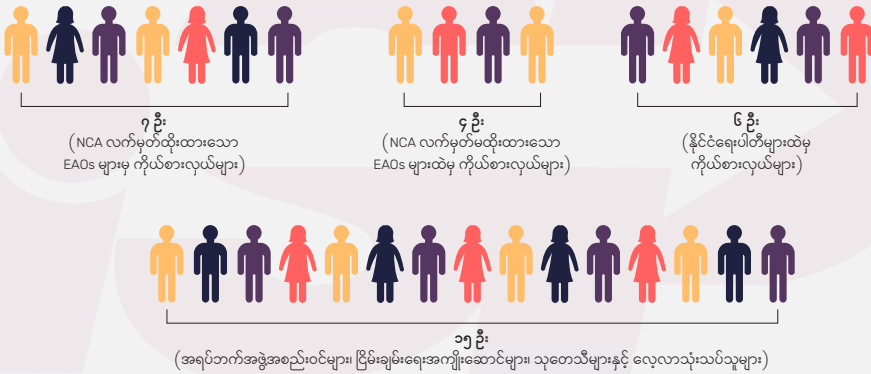 ၇ ဦး
(NCA လက်မှတ်ထိုးထားသော
EAOs များမှ ကိုယ်စားလှယ်များ)
၄ ဦး
(NCA လက်မှတ်မထိုးထားသော
EAOs များထဲမှ ကိုယ်စားလှယ်များ)
၆ ဦး
(နိုင်ငံရေးပါတီများထဲမှ
ကိုယ်စားလှယ်များ)
၁၅ ဦး
(အရပ်ဘက်အဖွဲ့အစည်းဝင်များ၊ ငြိမ်းချမ်းရေးအကျိုးဆောင်များ၊ သုတေသီများနှင့် လေ့လာသုံးသပ်သူများ)